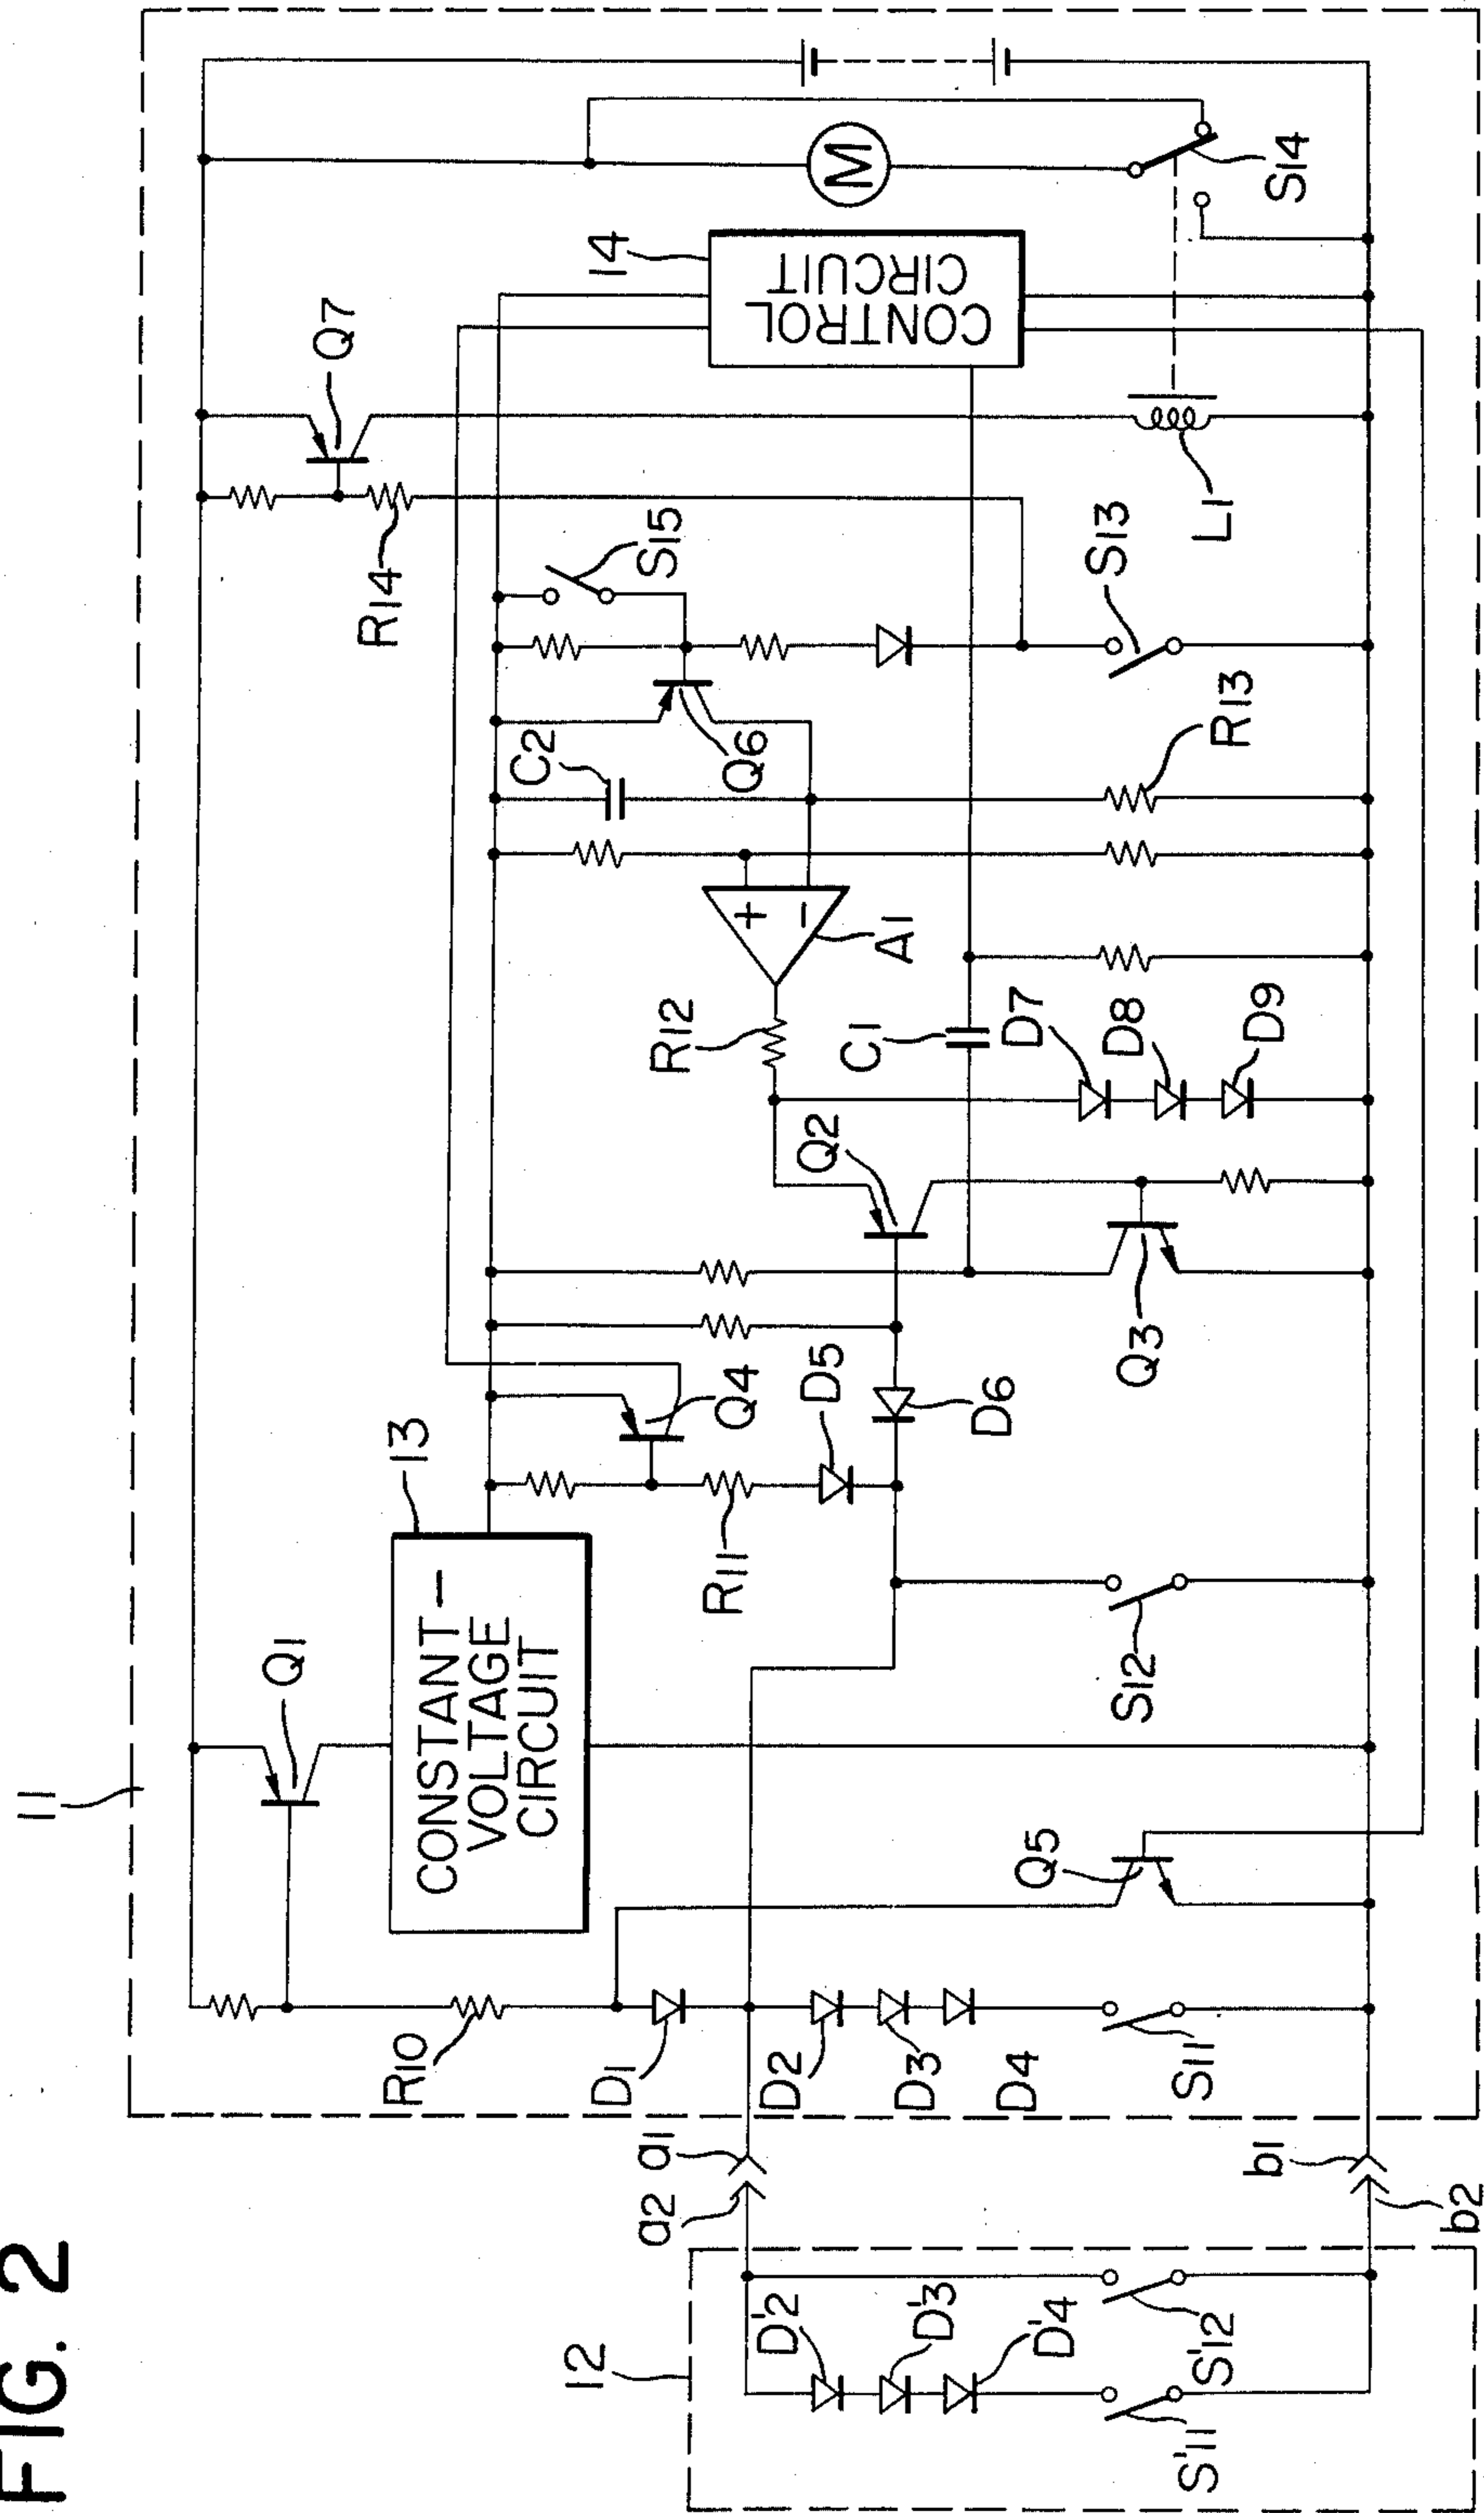 FIG. 2
11
Q1
13
CONSTANT-
VOLTAGE
CIRCUIT
R10
D1
D2
D3
D4
S11
Q5
S12
R11
D5
D6
Q4
Q2
Q3
R12
C1
D7
D8
D9
A1
+
−
C2
Q6
R13
S15
S13
R14
Q7
L1
14
CONTROL
CIRCUIT
M
S14
a1
a2
b1
b2
12
D'2
D'3
D'4
S'12
S'11